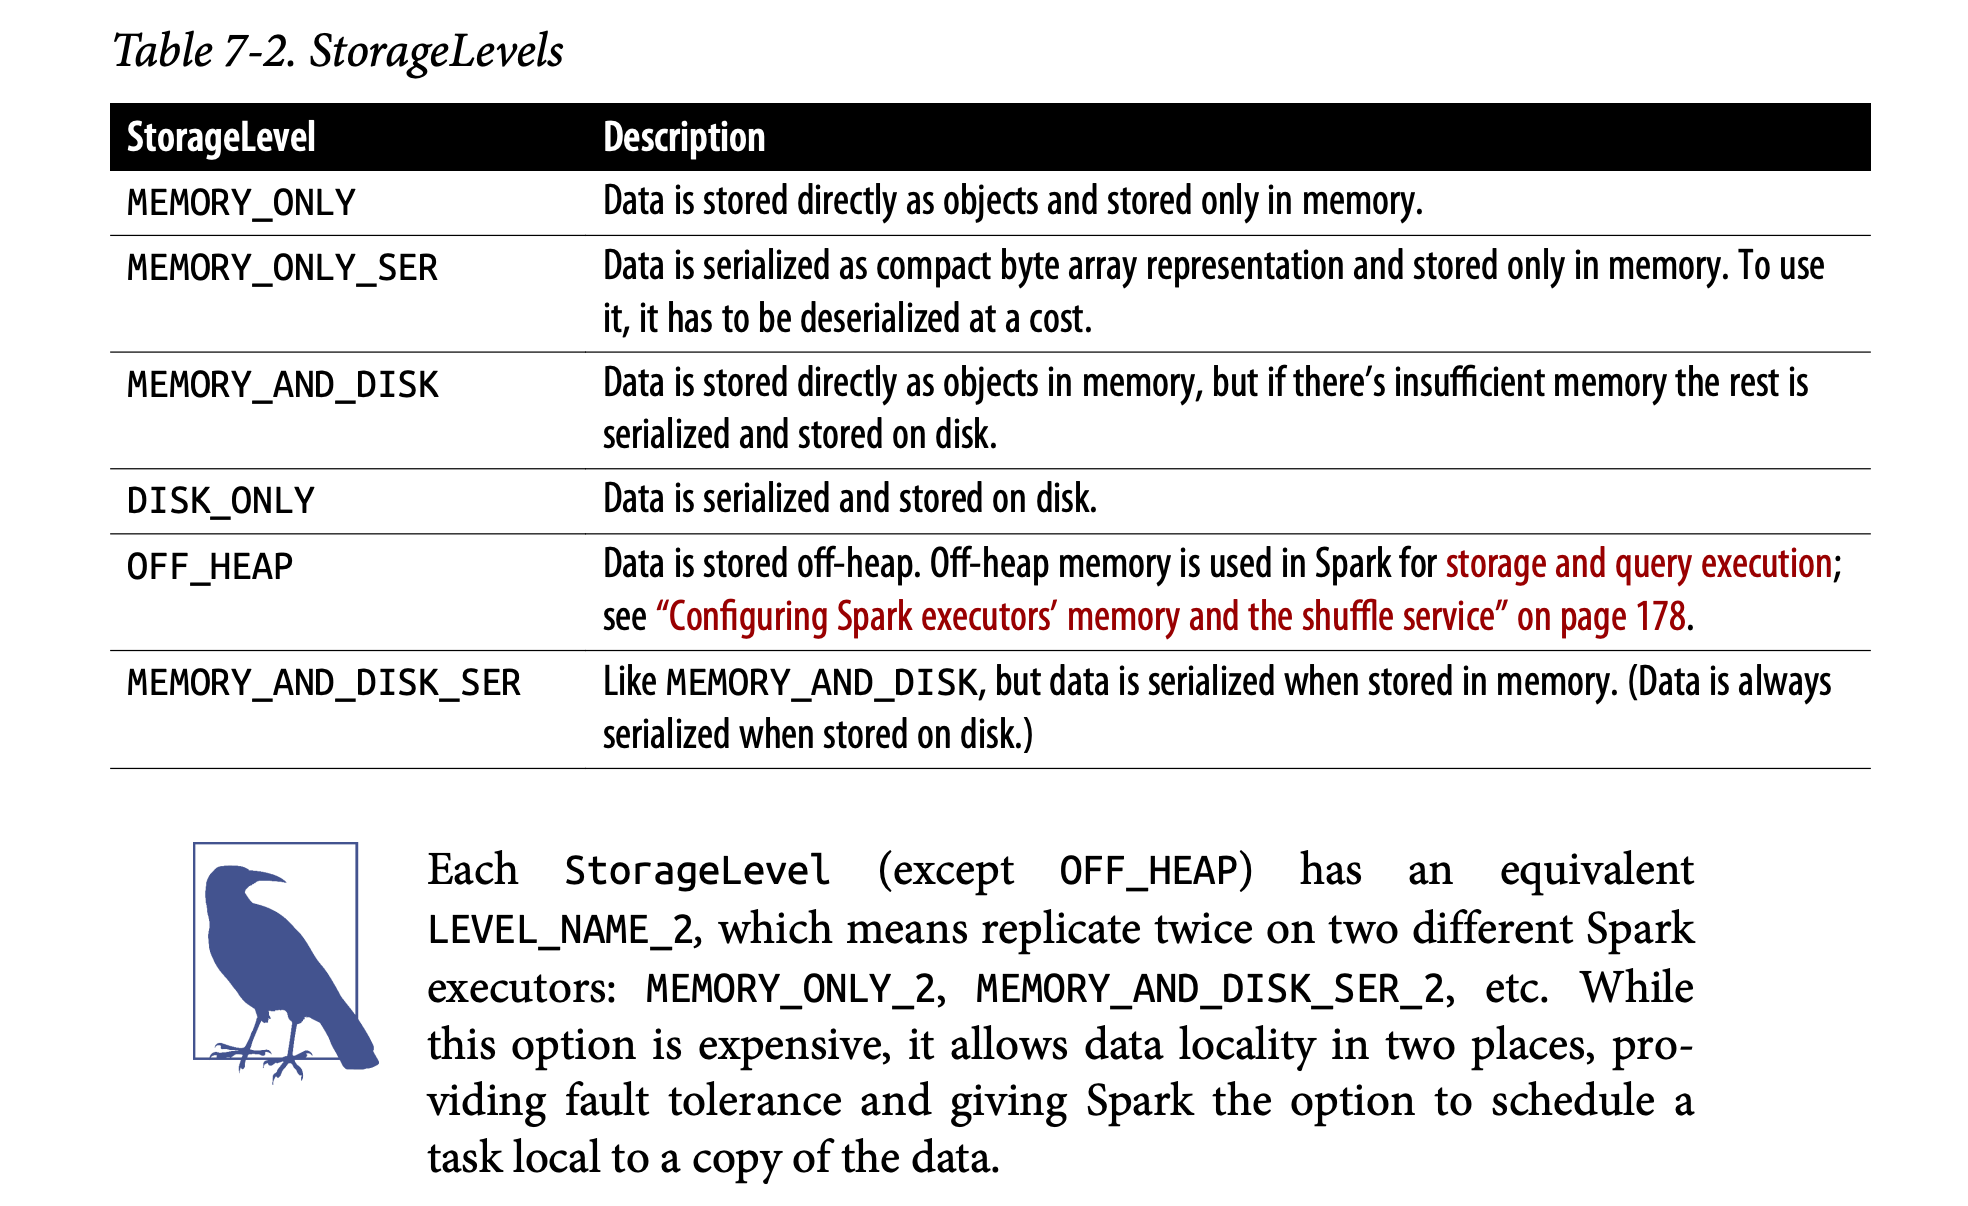 Table 7-2. StorageLevels
StorageLevel Description
MEMORY_ONLY Data is stored directly as objects and stored only in memory.
MEMORY_ONLY_SER Data is serialized as compact byte array representation and stored only in memory. To use
it, it has to be deserialized at a cost.
MEMORY_AND_DISK Data is stored directly as objects in memory, but if there’s insufficient memory the rest is
serialized and stored on disk.
DISK_ONLY Data is serialized and stored on disk.
OFF_HEAP Data is stored off-heap. Off-heap memory is used in Spark for storage and query execution;
see “Configuring Spark executors’ memory and the shuffle service” on page 178.
MEMORY_AND_DISK_SER Like MEMORY_AND_DISK, but data is serialized when stored in memory. (Data is always
serialized when stored on disk.)
Each StorageLevel (except OFF_HEAP) has an equivalent
LEVEL_NAME_2, which means replicate twice on two different Spark
executors: MEMORY_ONLY_2, MEMORY_AND_DISK_SER_2, etc. While
this option is expensive, it allows data locality in two places, pro-
viding fault tolerance and giving Spark the option to schedule a
task local to a copy of the data.